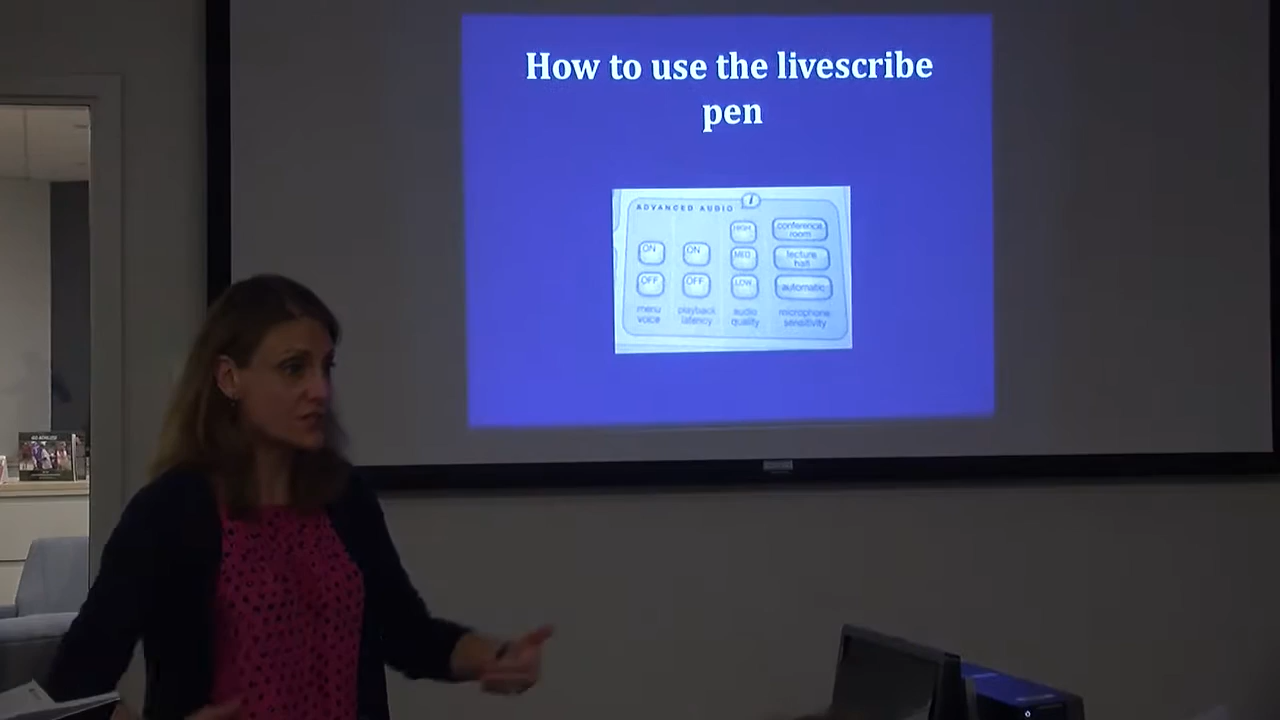 How to use the livescribe
pen
ADVANCED AUDIO i
HIGH conference room
ON ON MED lecture hall
OFF OFF LOW automatic
menu voice playback latency audio quality microphone sensitivity